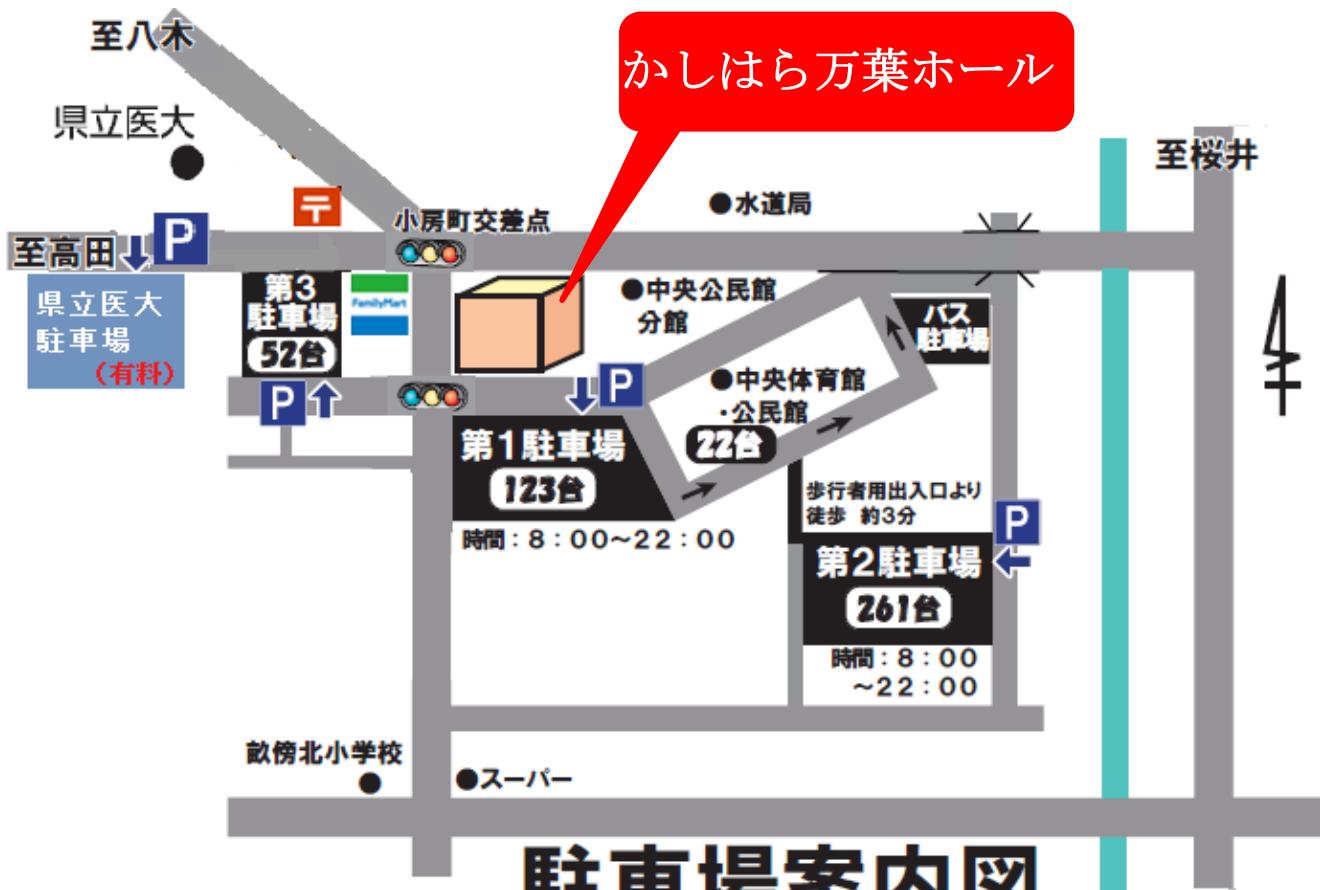 至八木
かしはら万葉ホール
県立医大
至桜井
〒
小房町交差点
●水道局
至高田
P
県立医大
駐車場
(有料)
第3
駐車場
52台
FamilyMart
●中央公民館
分館
バス
駐車場
P
P
●中央体育館
・公民館
22台
第1駐車場
123台
時間:8:00~22:00
歩行者用出入口より
徒歩 約3分
P
第2駐車場
261台
時間:8:00
~22:00
畝傍北小学校
●スーパー
駐車場案内図